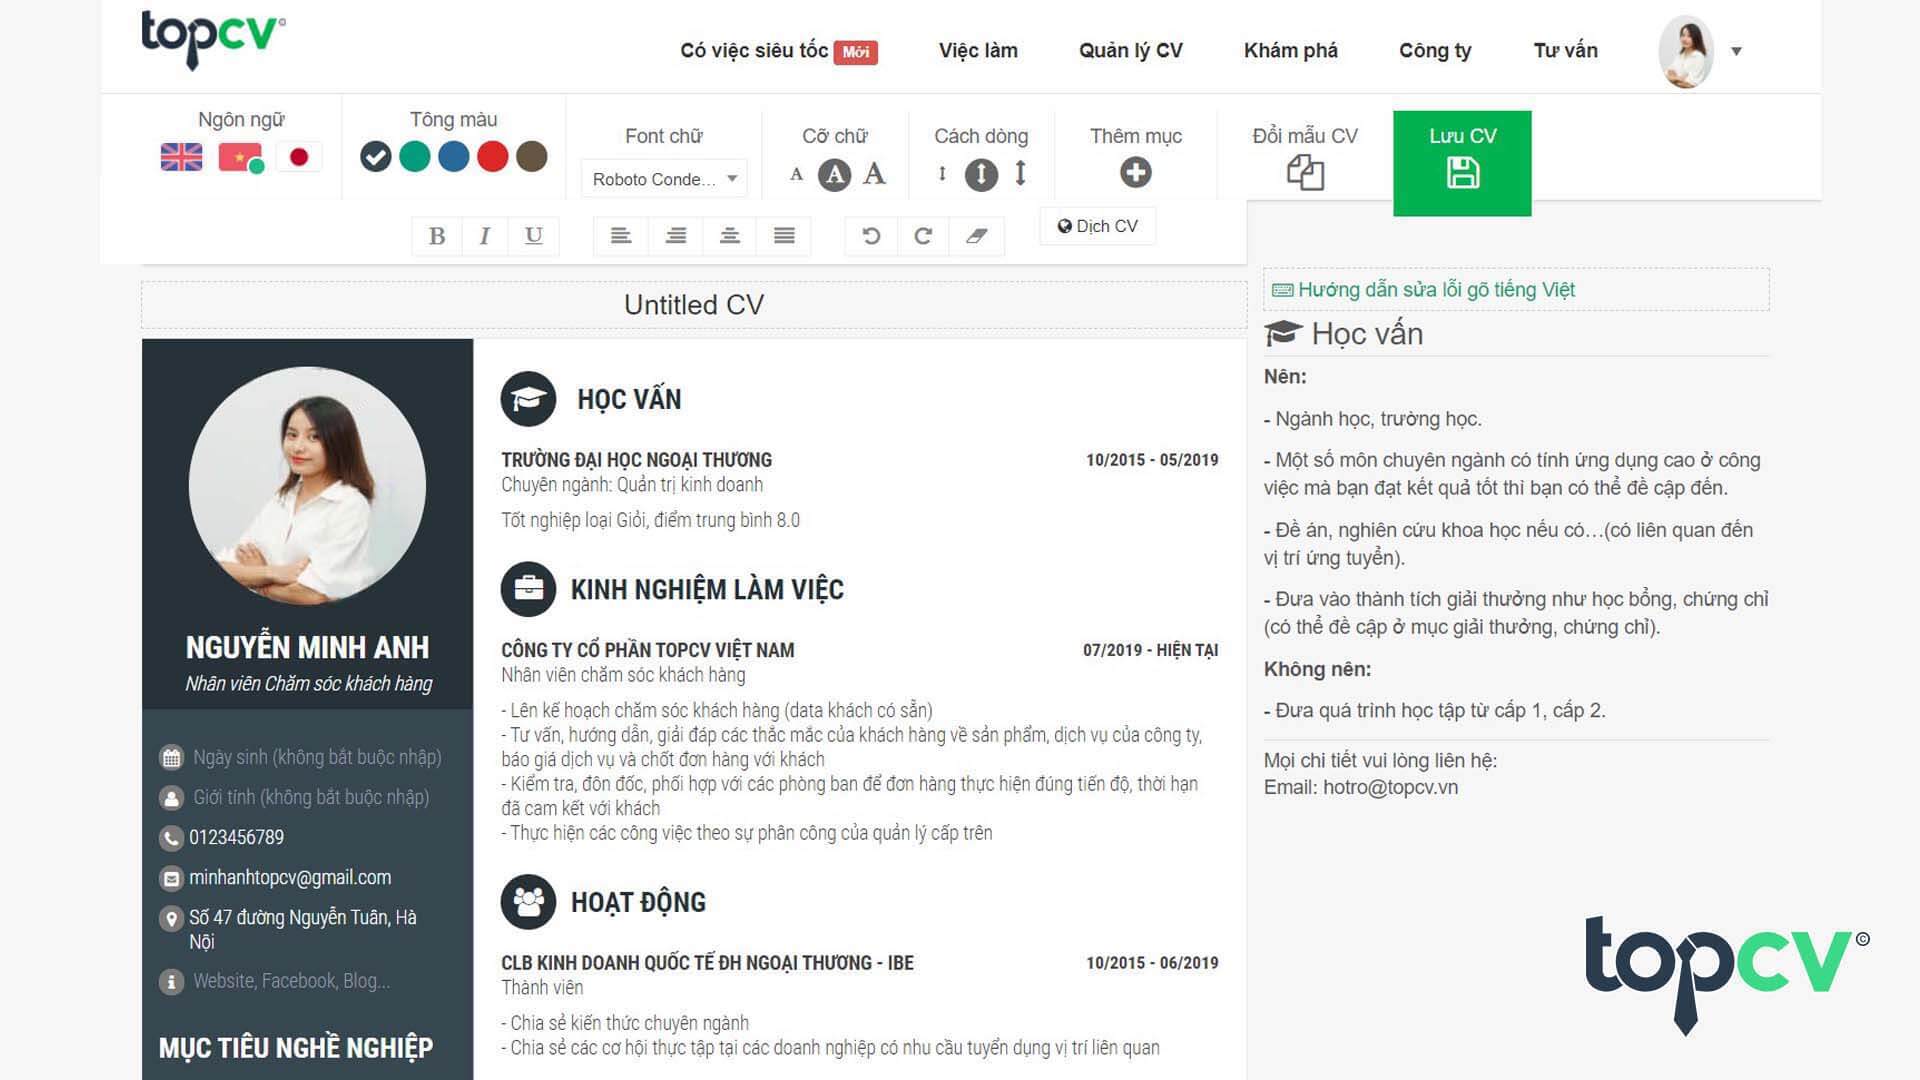 topcv©
Có việc siêu tốc Mới
Việc làm
Quản lý CV
Khám phá
Công ty
Tư vấn
Ngôn ngữ
Tông màu
Font chữ
Roboto Conde...
Cỡ chữ
A A A
Cách dòng
Thêm mục
Đổi mẫu CV
Lưu CV
B I U
Dịch CV
Untitled CV
NGUYỄN MINH ANH
Nhân viên Chăm sóc khách hàng
Ngày sinh (không bắt buộc nhập)
Giới tính (không bắt buộc nhập)
0123456789
minhanhtopcv@gmail.com
Số 47 đường Nguyễn Tuân, Hà
Nội
Website, Facebook, Blog...
MỤC TIÊU NGHỀ NGHIỆP
HỌC VẤN
TRƯỜNG ĐẠI HỌC NGOẠI THƯƠNG 10/2015 - 05/2019
Chuyên ngành: Quản trị kinh doanh
Tốt nghiệp loại Giỏi, điểm trung bình 8.0
KINH NGHIỆM LÀM VIỆC
CÔNG TY CỔ PHẦN TOPCV VIỆT NAM 07/2019 - HIỆN TẠI
Nhân viên chăm sóc khách hàng
- Lên kế hoạch chăm sóc khách hàng (data khách có sẵn)
- Tư vấn, hướng dẫn, giải đáp các thắc mắc của khách hàng về sản phẩm, dịch vụ của công ty,
báo giá dịch vụ và chốt đơn hàng với khách
- Kiểm tra, đôn đốc, phối hợp với các phòng ban để đơn hàng thực hiện đúng tiến độ, thời hạn
đã cam kết với khách
- Thực hiện các công việc theo sự phân công của quản lý cấp trên
HOẠT ĐỘNG
CLB KINH DOANH QUỐC TẾ ĐH NGOẠI THƯƠNG - IBE 10/2015 - 06/2019
Thành viên
- Chia sẻ kiến thức chuyên ngành
- Chia sẻ các cơ hội thực tập tại các doanh nghiệp có nhu cầu tuyển dụng vị trí liên quan
Hướng dẫn sửa lỗi gõ tiếng Việt
Học vấn
Nên:
- Ngành học, trường học.
- Một số môn chuyên ngành có tính ứng dụng cao ở công
việc mà bạn đạt kết quả tốt thì bạn có thể đề cập đến.
- Đề án, nghiên cứu khoa học nếu có…(có liên quan đến
vị trí ứng tuyển).
- Đưa vào thành tích giải thưởng như học bổng, chứng chỉ
(có thể đề cập ở mục giải thưởng, chứng chỉ).
Không nên:
- Đưa quá trình học tập từ cấp 1, cấp 2.
Mọi chi tiết vui lòng liên hệ:
Email: hotro@topcv.vn
topcv©